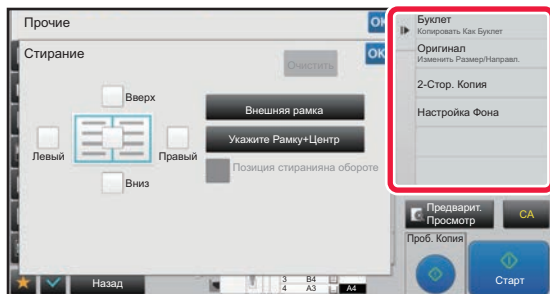 Прочие
OK
Стирание
OK
Очистить
Вверх
Левый
Правый
Вниз
Внешняя рамка
Укажите Рамку+Центр
Позиция стиранияна обороте
Буклет
Копировать Как Буклет
Оригинал
Изменить Размер/Направл.
2-Стор. Копия
Настройка Фона
Предварит.
Просмотр
CA
Проб. Копия
Старт
Назад
3 B4
4 A3
A4